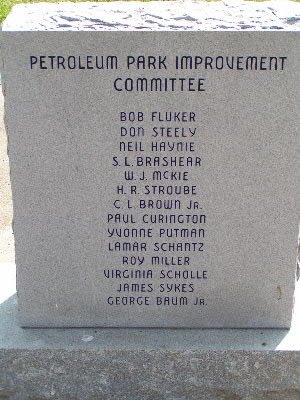 PETROLEUM PARK IMPROVEMENT
COMMITTEE
BOB FLUKER
DON STEELY
NEIL HAYNIE
S. L. BRASHEAR
W. J. MCKIE
H. R. STROUBE
C. L. BROWN JR.
PAUL CURINGTON
YVONNE PUTMAN
LAMAR SCHANTZ
ROY MILLER
VIRGINIA SCHOLLE
JAMES SYKES
GEORGE BAUM JR.